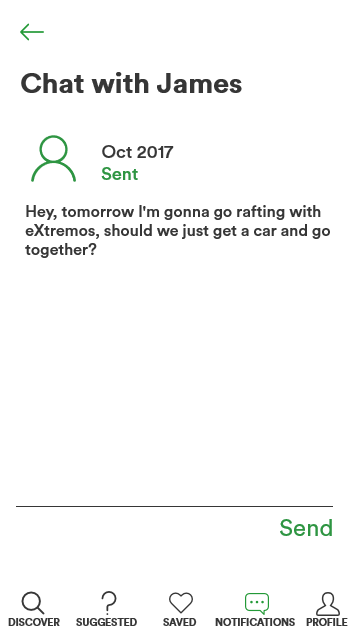 Chat with James
Oct 2017
Sent
Hey, tomorrow I'm gonna go rafting with
eXtremos, should we just get a car and go
together?
Send
DISCOVER SUGGESTED SAVED NOTIFICATIONS PROFILE